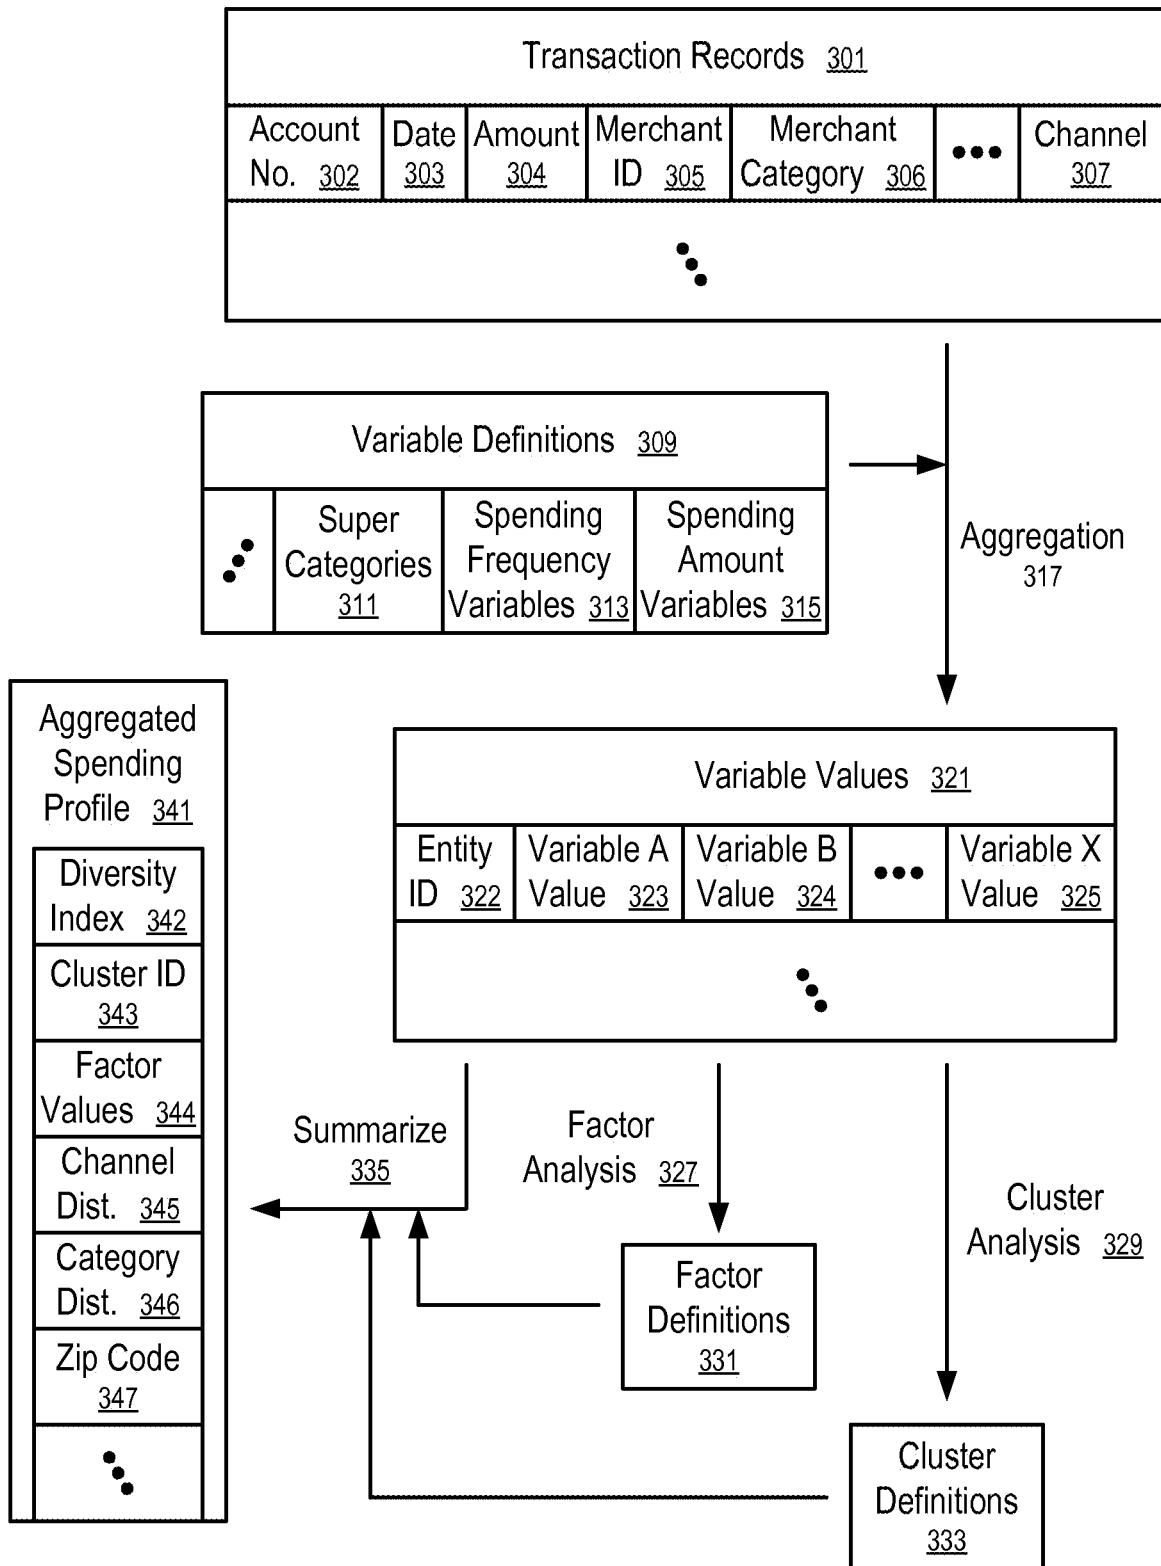 Transaction Records 301
Account
No. 302
Date
303
Amount
304
Merchant
ID 305
Merchant
Category 306
Channel
307
Variable Definitions 309
Super
Categories
311
Spending
Frequency
Variables 313
Spending
Amount
Variables 315
Aggregation
317
Aggregated
Spending
Profile 341
Diversity
Index 342
Cluster ID
343
Factor
Values 344
Channel
Dist. 345
Category
Dist. 346
Zip Code
347
Variable Values 321
Entity
ID 322
Variable A
Value 323
Variable B
Value 324
Variable X
Value 325
Summarize
335
Factor
Analysis 327
Cluster
Analysis 329
Factor
Definitions
331
Cluster
Definitions
333